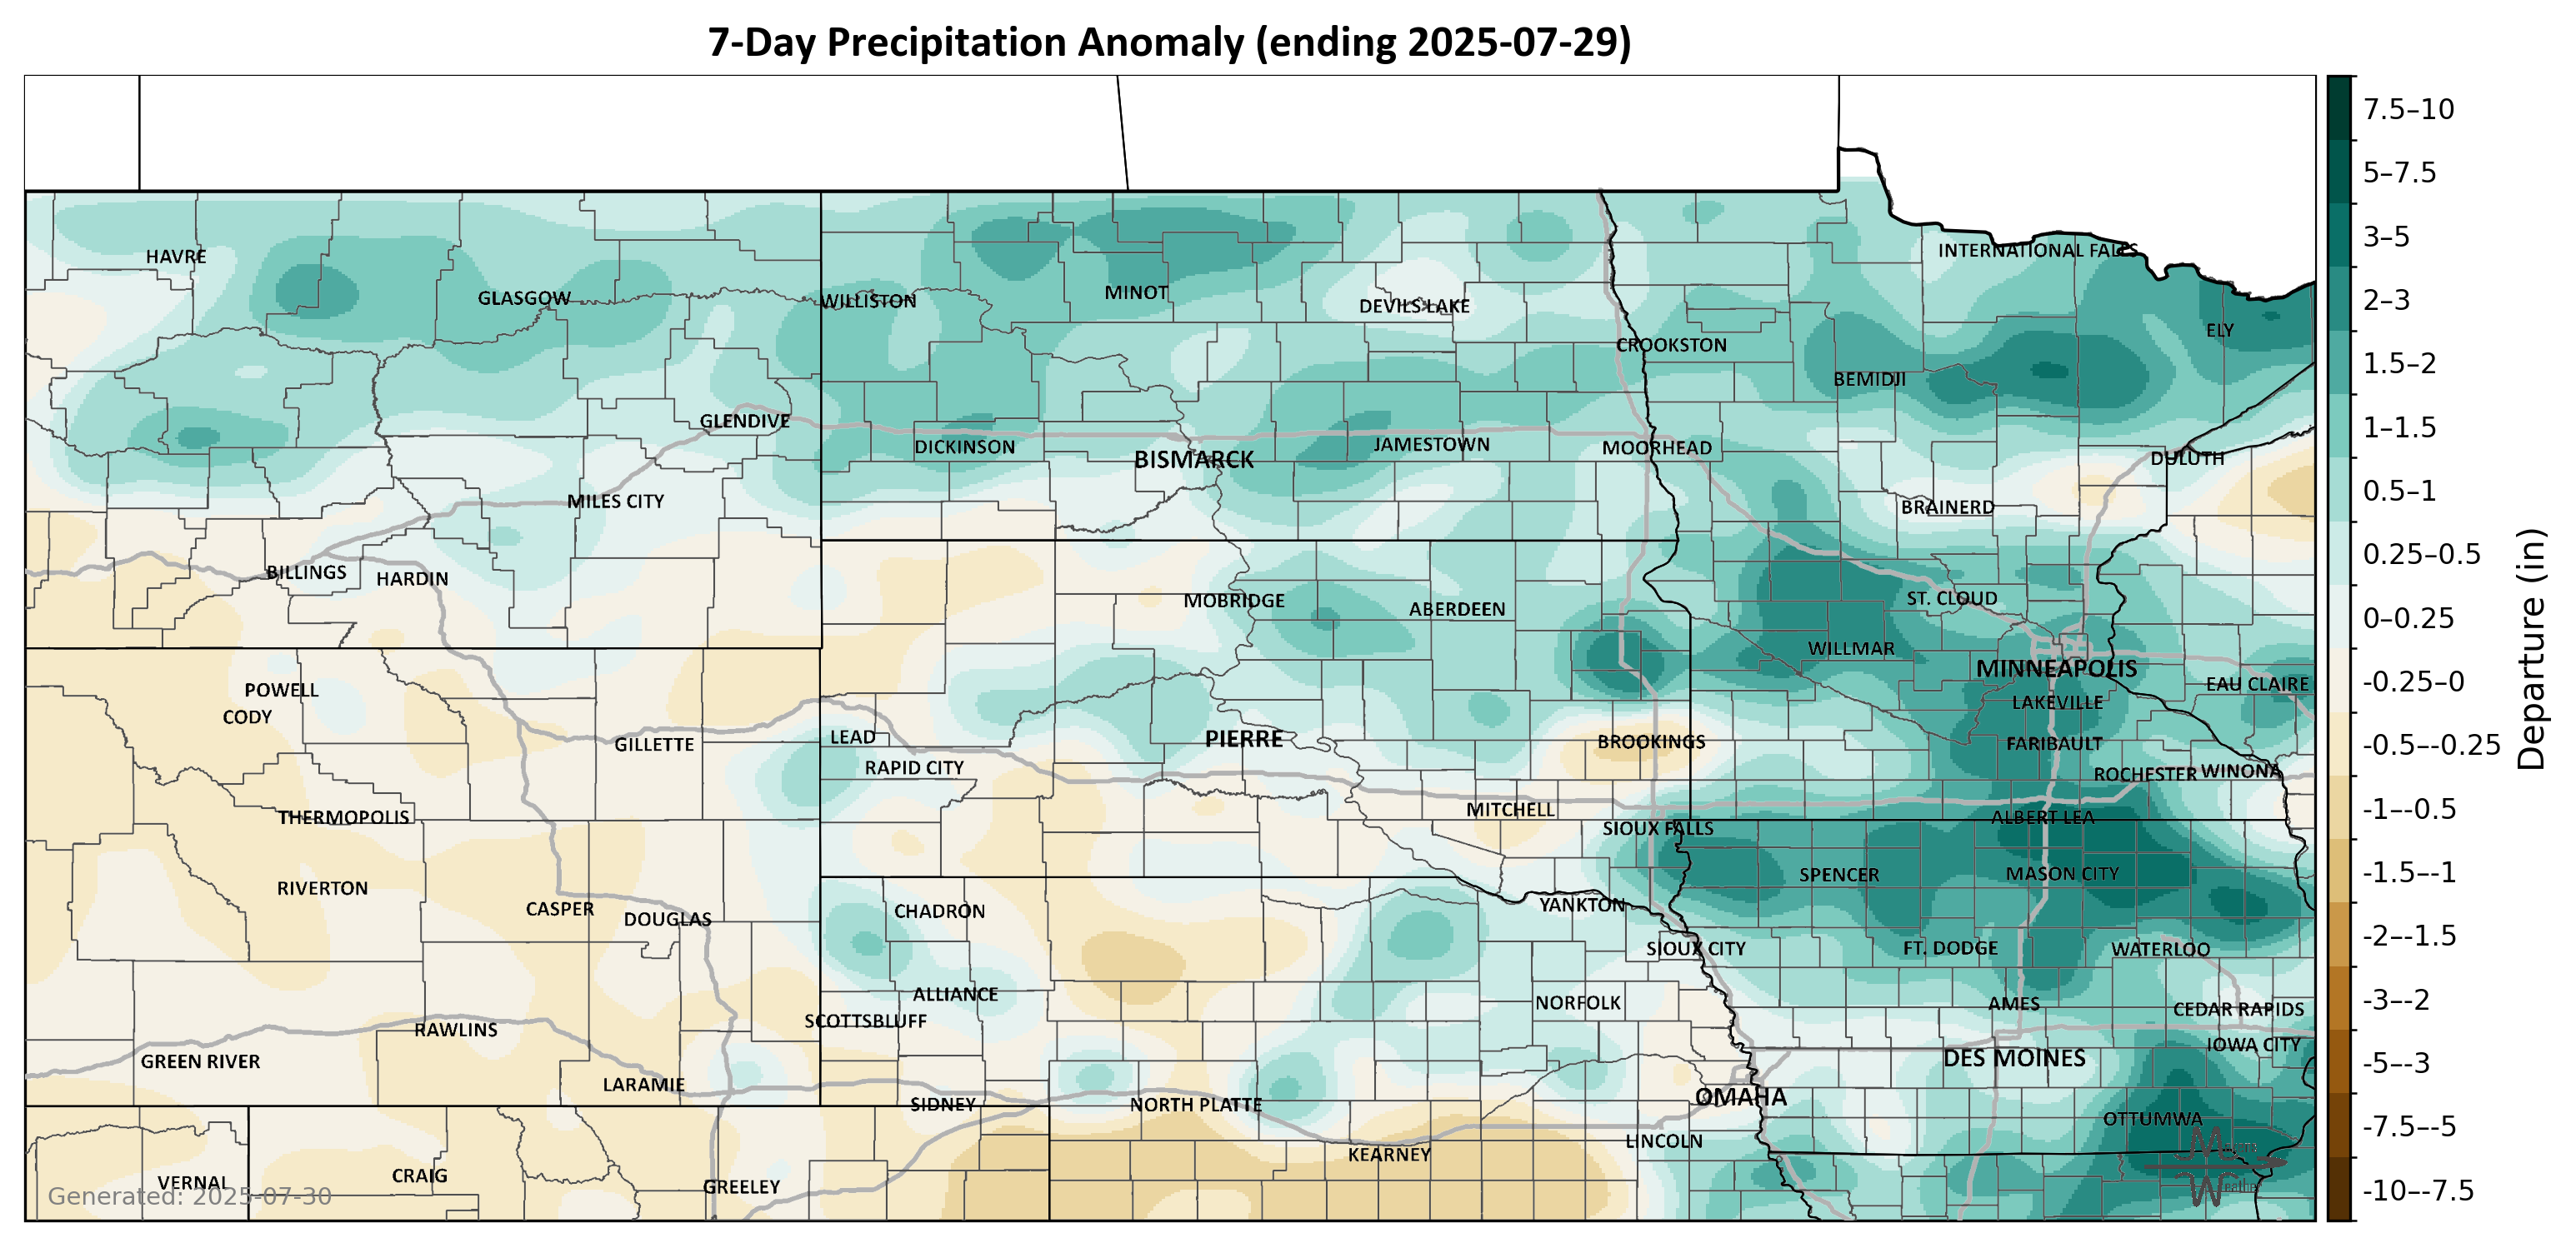 7-Day Precipitation Anomaly (ending 2025-07-29)
HAVRE
GLASGOW
WILLISTON
MINOT
DEVILS LAKE
INTERNATIONAL FALLS
ELY
CROOKSTON
BEMIDJI
GLENDIVE
DICKINSON
BISMARCK
JAMESTOWN
MOORHEAD
DULUTH
MILES CITY
BRAINERD
BILLINGS
HARDIN
MOBRIDGE
ABERDEEN
ST. CLOUD
WILLMAR
MINNEAPOLIS
POWELL
CODY
EAU CLAIRE
LAKEVILLE
GILLETTE
LEAD
PIERRE
BROOKINGS
FARIBAULT
RAPID CITY
ROCHESTER
WINONA
THERMOPOLIS
MITCHELL
SIOUX FALLS
ALBERT LEA
RIVERTON
SPENCER
MASON CITY
CASPER
DOUGLAS
CHADRON
YANKTON
SIOUX CITY
FT. DODGE
WATERLOO
ALLIANCE
NORFOLK
AMES
CEDAR RAPIDS
SCOTTSBLUFF
RAWLINS
GREEN RIVER
DES MOINES
IOWA CITY
LARAMIE
SIDNEY
NORTH PLATTE
OMAHA
OTTUMWA
LINCOLN
KEARNEY
VERNAL
CRAIG
GREELEY
Generated: 2025-07-30
7.5–10
5–7.5
3–5
2–3
1.5–2
1–1.5
0.5–1
0.25–0.5
0–0.25
-0.25–0
-0.5–-0.25
-1–-0.5
-1.5–-1
-2–-1.5
-3–-2
-5–-3
-7.5–-5
-10–-7.5
Departure (in)